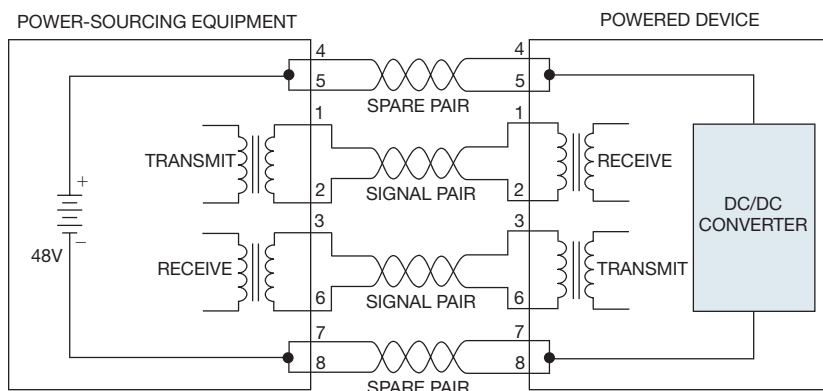 POWER-SOURCING EQUIPMENT
POWERED DEVICE
4
4
5
5
SPARE PAIR
1
1
TRANSMIT
RECEIVE
2
2
SIGNAL PAIR
+
DC/DC
CONVERTER
3
3
−
48V
RECEIVE
TRANSMIT
6
6
SIGNAL PAIR
7
7
8
8
SPARE PAIR